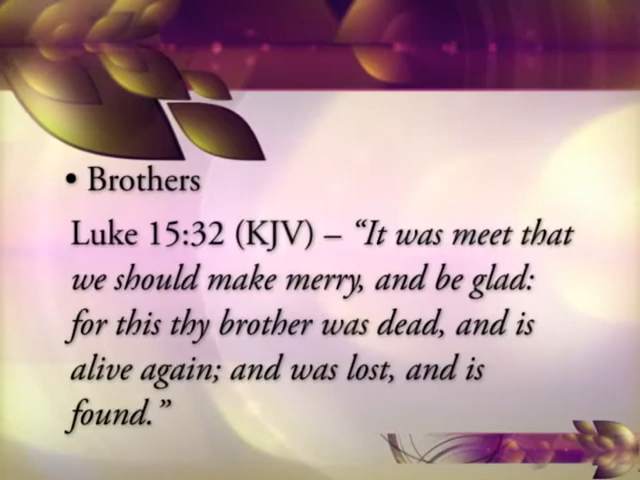 • Brothers
Luke 15:32 (KJV) – “It was meet that
we should make merry, and be glad:
for this thy brother was dead, and is
alive again; and was lost, and is
found.”